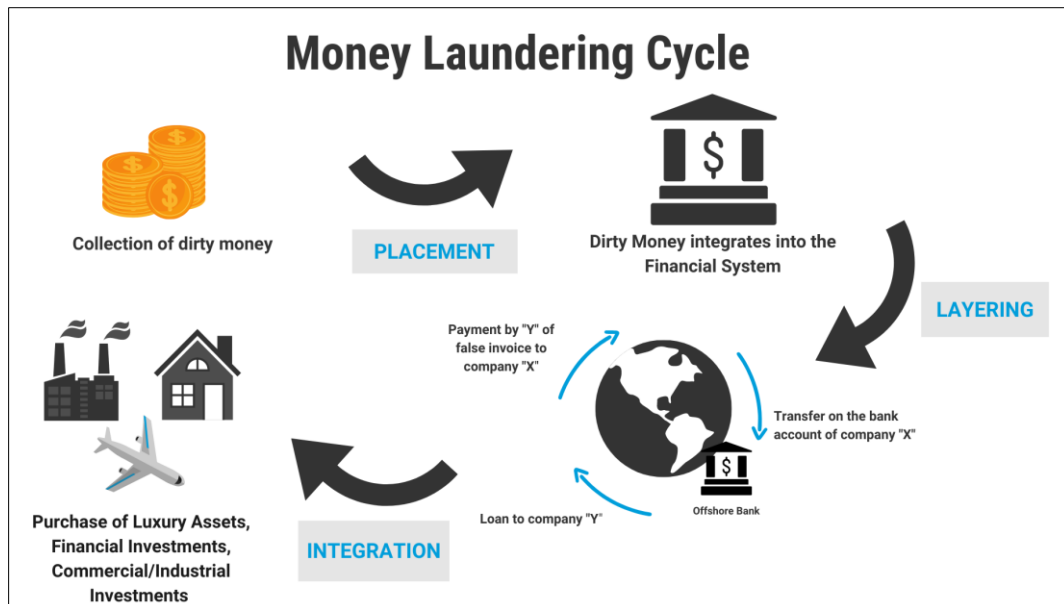 Money Laundering Cycle
$
$
$
$
Collection of dirty money
PLACEMENT
Dirty Money integrates into the
Financial System
LAYERING
Payment by "Y" of
false invoice to
company "X"
Transfer on the bank
account of company "X"
$
Offshore Bank
Loan to company "Y"
INTEGRATION
Purchase of Luxury Assets,
Financial Investments,
Commercial/Industrial
Investments